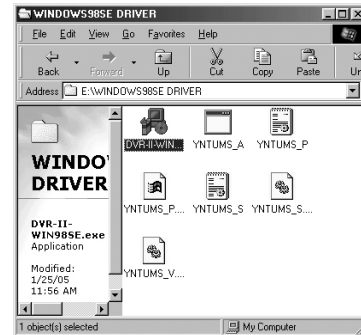 WINDOWS98SE DRIVER
File Edit View Go Favorites Help
Back Forward Up Cut Copy Paste
Address E:\WINDOWS98SE DRIVER
WINDO
DRIVER
DVR-II-
WIN98SE.exe
Application
Modified:
1/25/05
11:56 AM
DVR-II-WIN... YNTUMS_A YNTUMS_P
YNTUMS_P.... YNTUMS_S YNTUMS_S....
YNTUMS_V....
1 object(s) selected My Computer